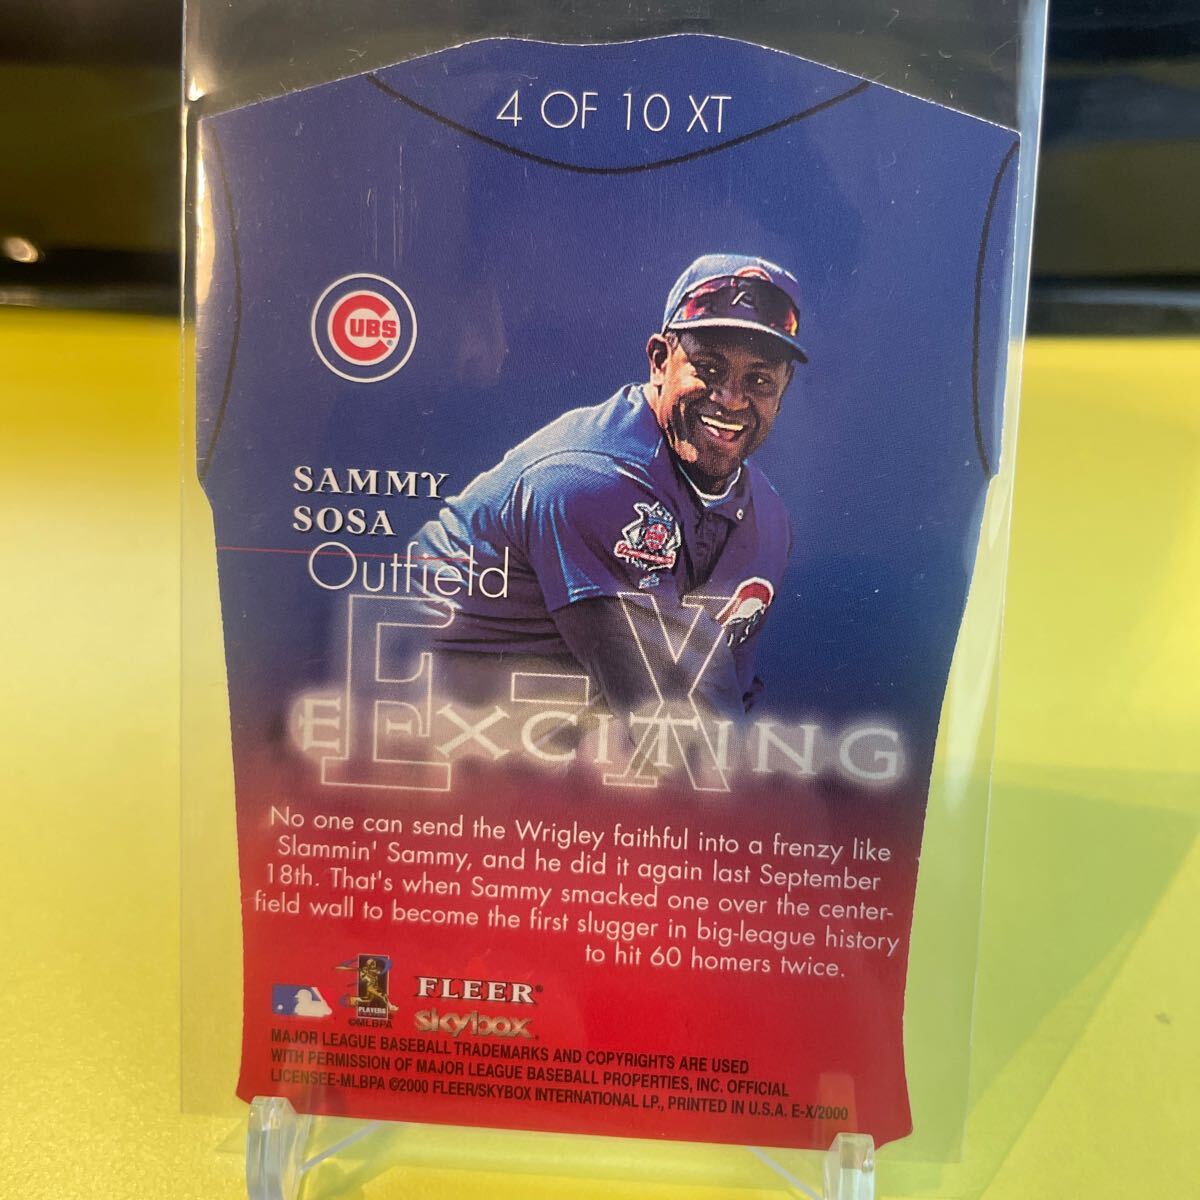 4 OF 10 XT
CUBS
SAMMY
SOSA
Outfield
E-X
E-XCITING
No one can send the Wrigley faithful into a frenzy like
Slammin' Sammy, and he did it again last September
18th. That's when Sammy smacked one over the center-
field wall to become the first slugger in big-league history
to hit 60 homers twice.
PLAYERS
©MLBPA
FLEER®
skybox
MAJOR LEAGUE BASEBALL TRADEMARKS AND COPYRIGHTS ARE USED
WITH PERMISSION OF MAJOR LEAGUE BASEBALL PROPERTIES, INC. OFFICIAL
LICENSEE-MLBPA ©2000 FLEER/SKYBOX INTERNATIONAL LP., PRINTED IN U.S.A. E-X/2000